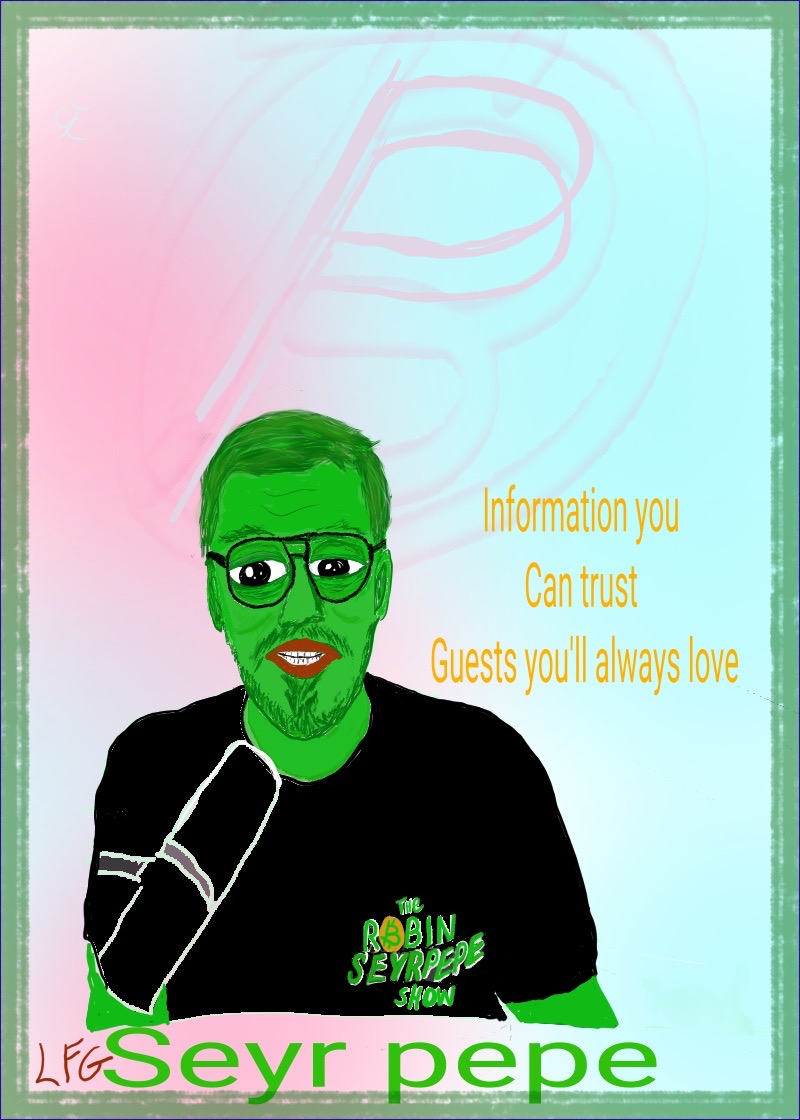 Information you
Can trust
Guests you'll always love
THE
ROBIN
SEYRPEPE
SHOW
LFG
Seyr pepe